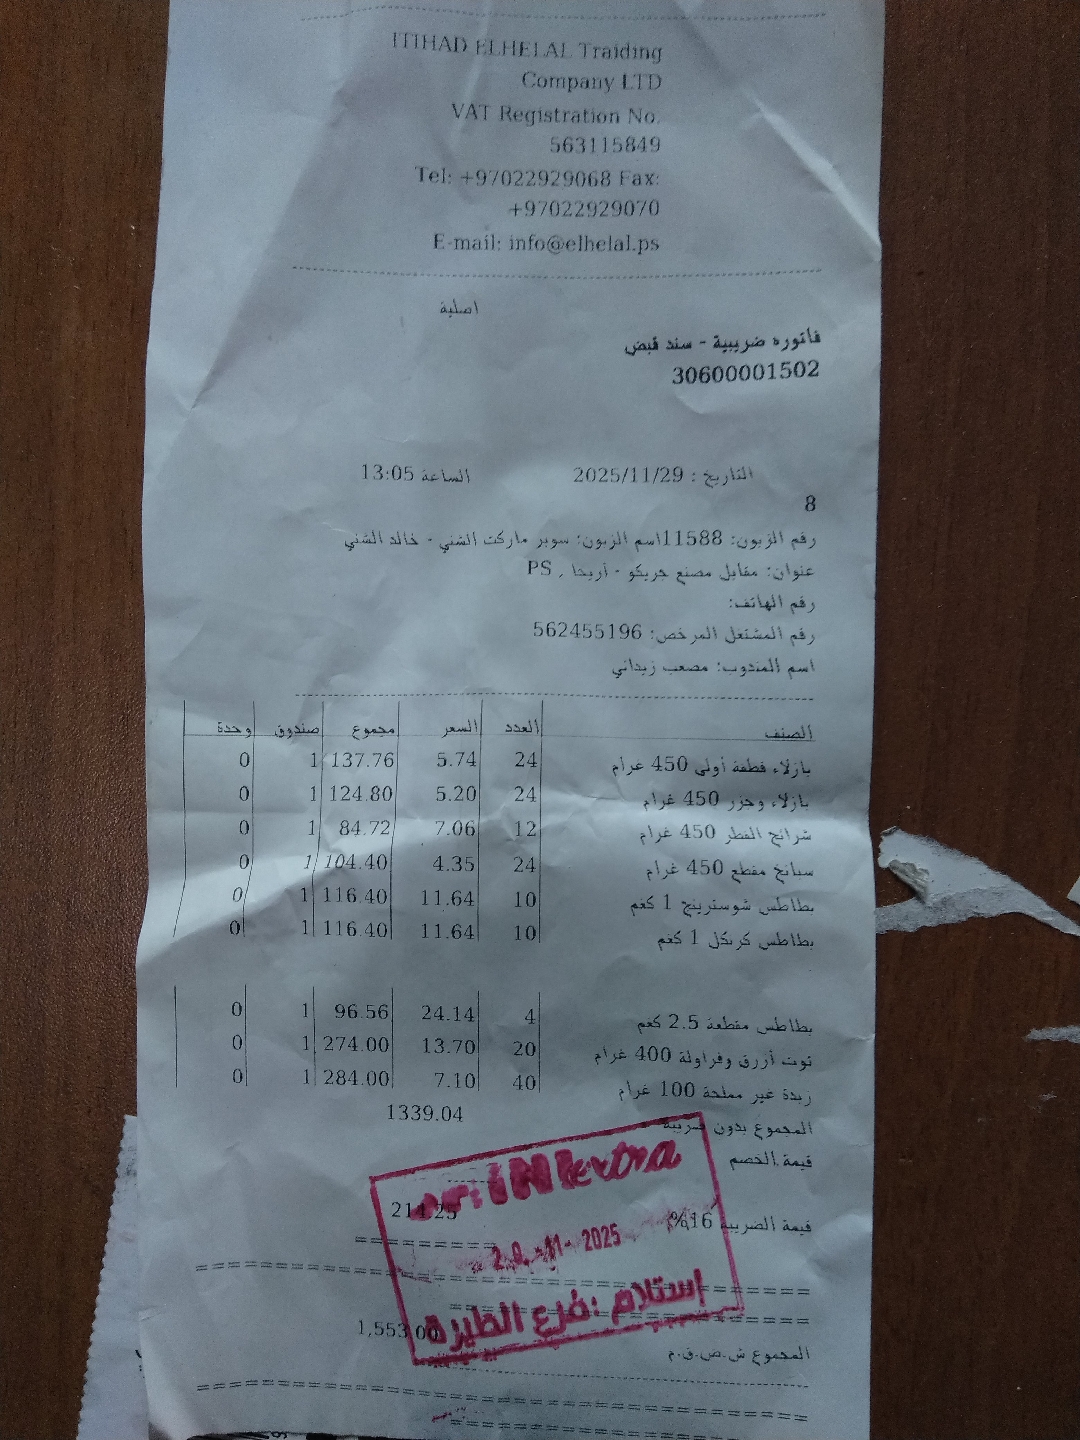 ITIHAD ELHELAL Traiding
Company LTD
VAT Registration No.
563115849
Tel: +97022929068 Fax:
+97022929070
E-mail: info@elhelal.ps
اصلية
فاتوره ضريبية - سند قبض
30600001502
التاريخ : 2025/11/29 الساعة 13:05
8
رقم الزبون: 11588اسم الزبون: سوبر ماركت الشني - خالد الشني
عنوان: مقابل مصنع جريكو - أريحا , PS
رقم الهاتف:
رقم المشتغل المرخص: 562455196
اسم المندوب: مصعب زيداني
الصنف العدد السعر مجموع صندوق وحدة
بازلاء قطفة أولى 450 غرام 24 5.74 137.76 1 0
بازلاء وجزر 450 غرام 24 5.20 124.80 1 0
شرائح الفطر 450 غرام 12 7.06 84.72 1 0
سبانخ مقطع 450 غرام 24 4.35 104.40 1 0
بطاطس شوسترينج 1 كغم 10 11.64 116.40 1 0
بطاطس كرنكل 1 كغم 10 11.64 116.40 1 0
بطاطس مقطعة 2.5 كغم 4 24.14 96.56 1 0
توت أزرق وفراولة 400 غرام 20 13.70 274.00 1 0
زبدة غير مملحة 100 غرام 40 7.10 284.00 1 0
المجموع بدون ضريبة 1339.04
قيمة الخصم
extra
قيمة الضريبة 16% 214.25
2025
استلام : فرع الطيرة
المجموع ش.ص.ق.م 1,553.00